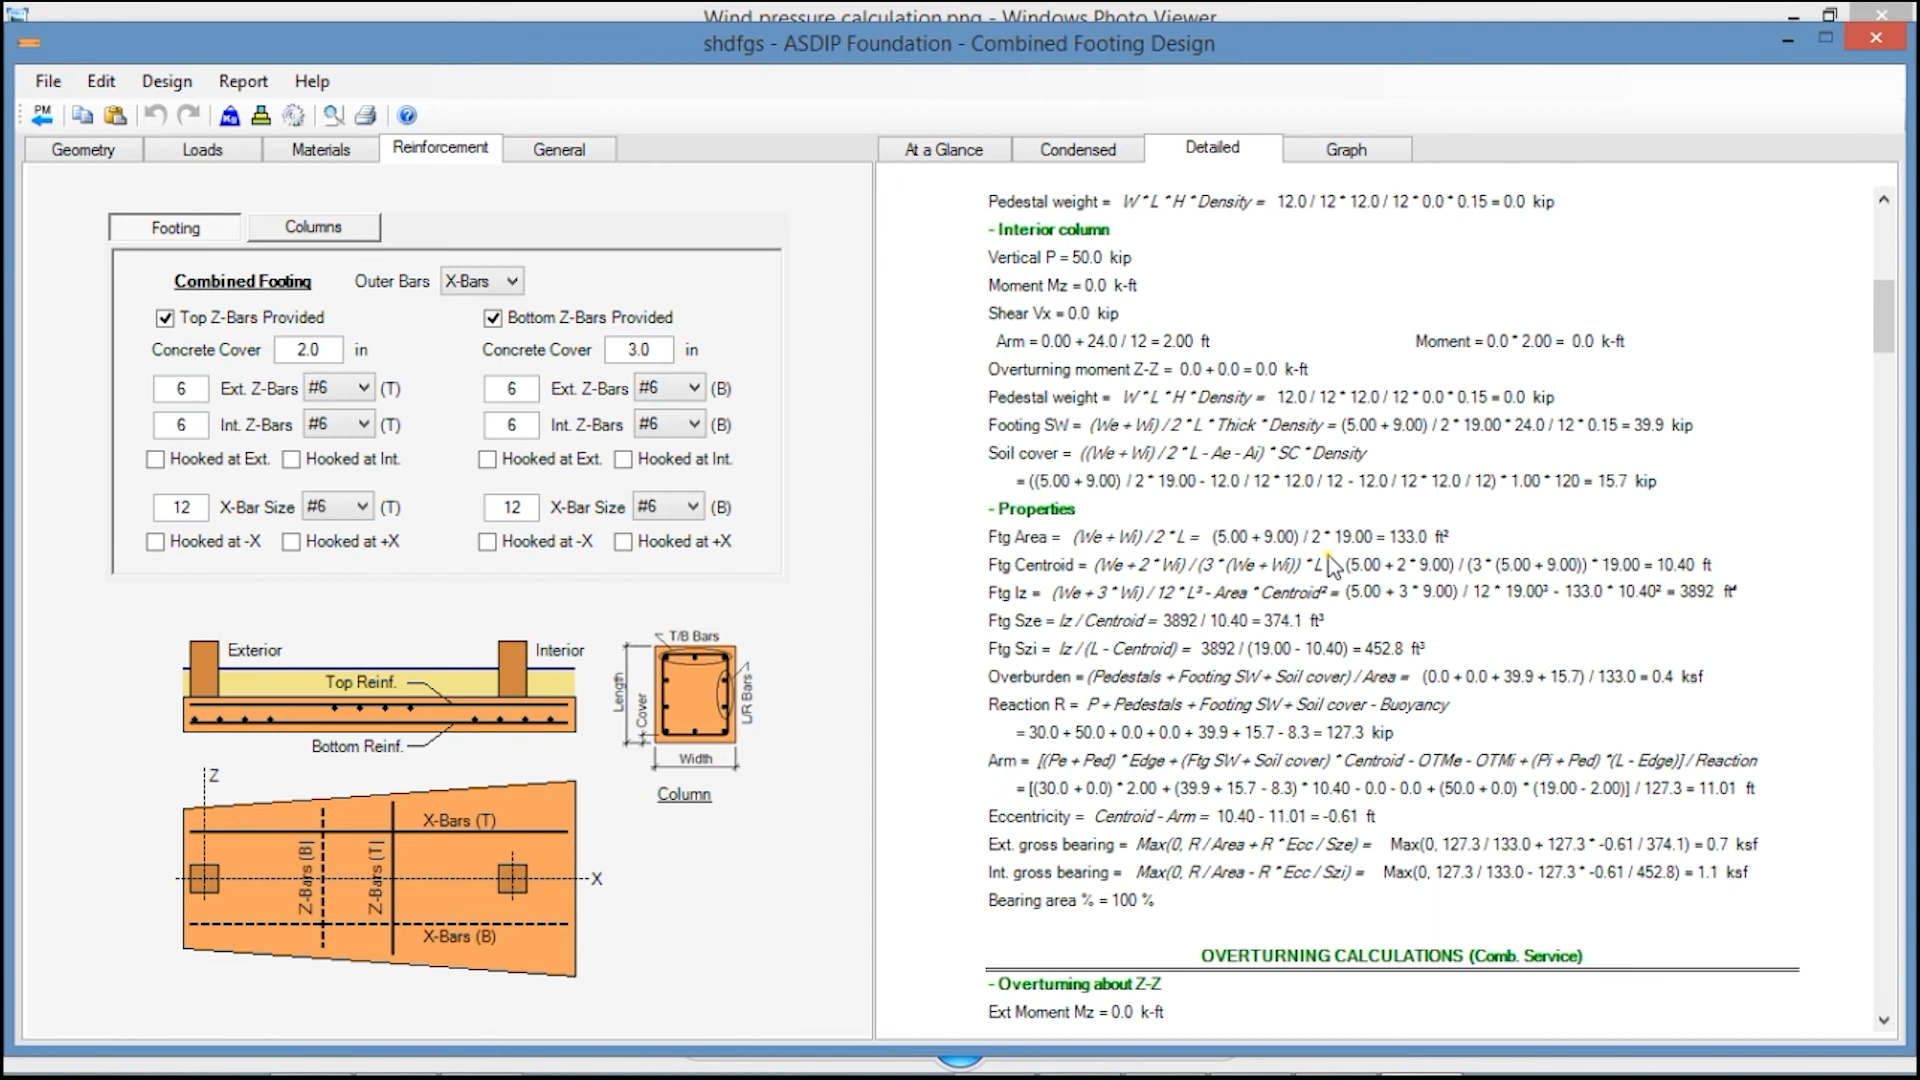 Wind pressure calculation.png - Windows Photo Viewer
shdfgs - ASDIP Foundation - Combined Footing Design
File Edit Design Report Help
PM
Geometry Loads Materials Reinforcement General
At a Glance Condensed Detailed Graph
Footing Columns
Combined Footing Outer Bars X-Bars
Top Z-Bars Provided Bottom Z-Bars Provided
Concrete Cover 2.0 in Concrete Cover 3.0 in
6 Ext. Z-Bars #6 (T) 6 Ext. Z-Bars #6 (B)
6 Int. Z-Bars #6 (T) 6 Int. Z-Bars #6 (B)
Hooked at Ext. Hooked at Int. Hooked at Ext. Hooked at Int.
12 X-Bar Size #6 (T) 12 X-Bar Size #6 (B)
Hooked at -X Hooked at +X Hooked at -X Hooked at +X
Exterior Interior
Top Reinf.
Bottom Reinf.
T/B Bars
Length
Cover
L/R Bars
Width
Column
Z
X-Bars (T)
Z-Bars (B)
Z-Bars (T)
X
X-Bars (B)
Pedestal weight = W * L * H * Density = 12.0 / 12 * 12.0 / 12 * 0.0 * 0.15 = 0.0 kip
- Interior column
Vertical P = 50.0 kip
Moment Mz = 0.0 k-ft
Shear Vx = 0.0 kip
Arm = 0.00 + 24.0 / 12 = 2.00 ft Moment = 0.0 * 2.00 = 0.0 k-ft
Overturning moment Z-Z = 0.0 + 0.0 = 0.0 k-ft
Pedestal weight = W * L * H * Density = 12.0 / 12 * 12.0 / 12 * 0.0 * 0.15 = 0.0 kip
Footing SW = (We + Wi) / 2 * L * Thick * Density = (5.00 + 9.00) / 2 * 19.00 * 24.0 / 12 * 0.15 = 39.9 kip
Soil cover = ((We + Wi) / 2 * L - Ae - Ai) * SC * Density
= ((5.00 + 9.00) / 2 * 19.00 - 12.0 / 12 * 12.0 / 12 - 12.0 / 12 * 12.0 / 12) * 1.00 * 120 = 15.7 kip
- Properties
Ftg Area = (We + Wi) / 2 * L = (5.00 + 9.00) / 2 * 19.00 = 133.0 ft²
Ftg Centroid = (We + 2 * Wi) / (3 * (We + Wi)) * L (5.00 + 2 * 9.00) / (3 * (5.00 + 9.00)) * 19.00 = 10.40 ft
Ftg Iz = (We + 3 * Wi) / 12 * L³ - Area * Centroid² = (5.00 + 3 * 9.00) / 12 * 19.00³ - 133.0 * 10.40² = 3892 ft⁴
Ftg Sze = Iz / Centroid = 3892 / 10.40 = 374.1 ft³
Ftg Szi = Iz / (L - Centroid) = 3892 / (19.00 - 10.40) = 452.8 ft³
Overburden = (Pedestals + Footing SW + Soil cover) / Area = (0.0 + 0.0 + 39.9 + 15.7) / 133.0 = 0.4 ksf
Reaction R = P + Pedestals + Footing SW + Soil cover - Buoyancy
= 30.0 + 50.0 + 0.0 + 0.0 + 39.9 + 15.7 - 8.3 = 127.3 kip
Arm = [(Pe + Ped) * Edge + (Ftg SW + Soil cover) * Centroid - OTMe - OTMi + (Pi + Ped) * (L - Edge)] / Reaction
= [(30.0 + 0.0) * 2.00 + (39.9 + 15.7 - 8.3) * 10.40 - 0.0 - 0.0 + (50.0 + 0.0) * (19.00 - 2.00)] / 127.3 = 11.01 ft
Eccentricity = Centroid - Arm = 10.40 - 11.01 = -0.61 ft
Ext. gross bearing = Max(0, R / Area + R * Ecc / Sze) = Max(0, 127.3 / 133.0 + 127.3 * -0.61 / 374.1) = 0.7 ksf
Int. gross bearing = Max(0, R / Area - R * Ecc / Szi) = Max(0, 127.3 / 133.0 - 127.3 * -0.61 / 452.8) = 1.1 ksf
Bearing area % = 100 %
OVERTURNING CALCULATIONS (Comb. Service)
- Overturning about Z-Z
Ext Moment Mz = 0.0 k-ft